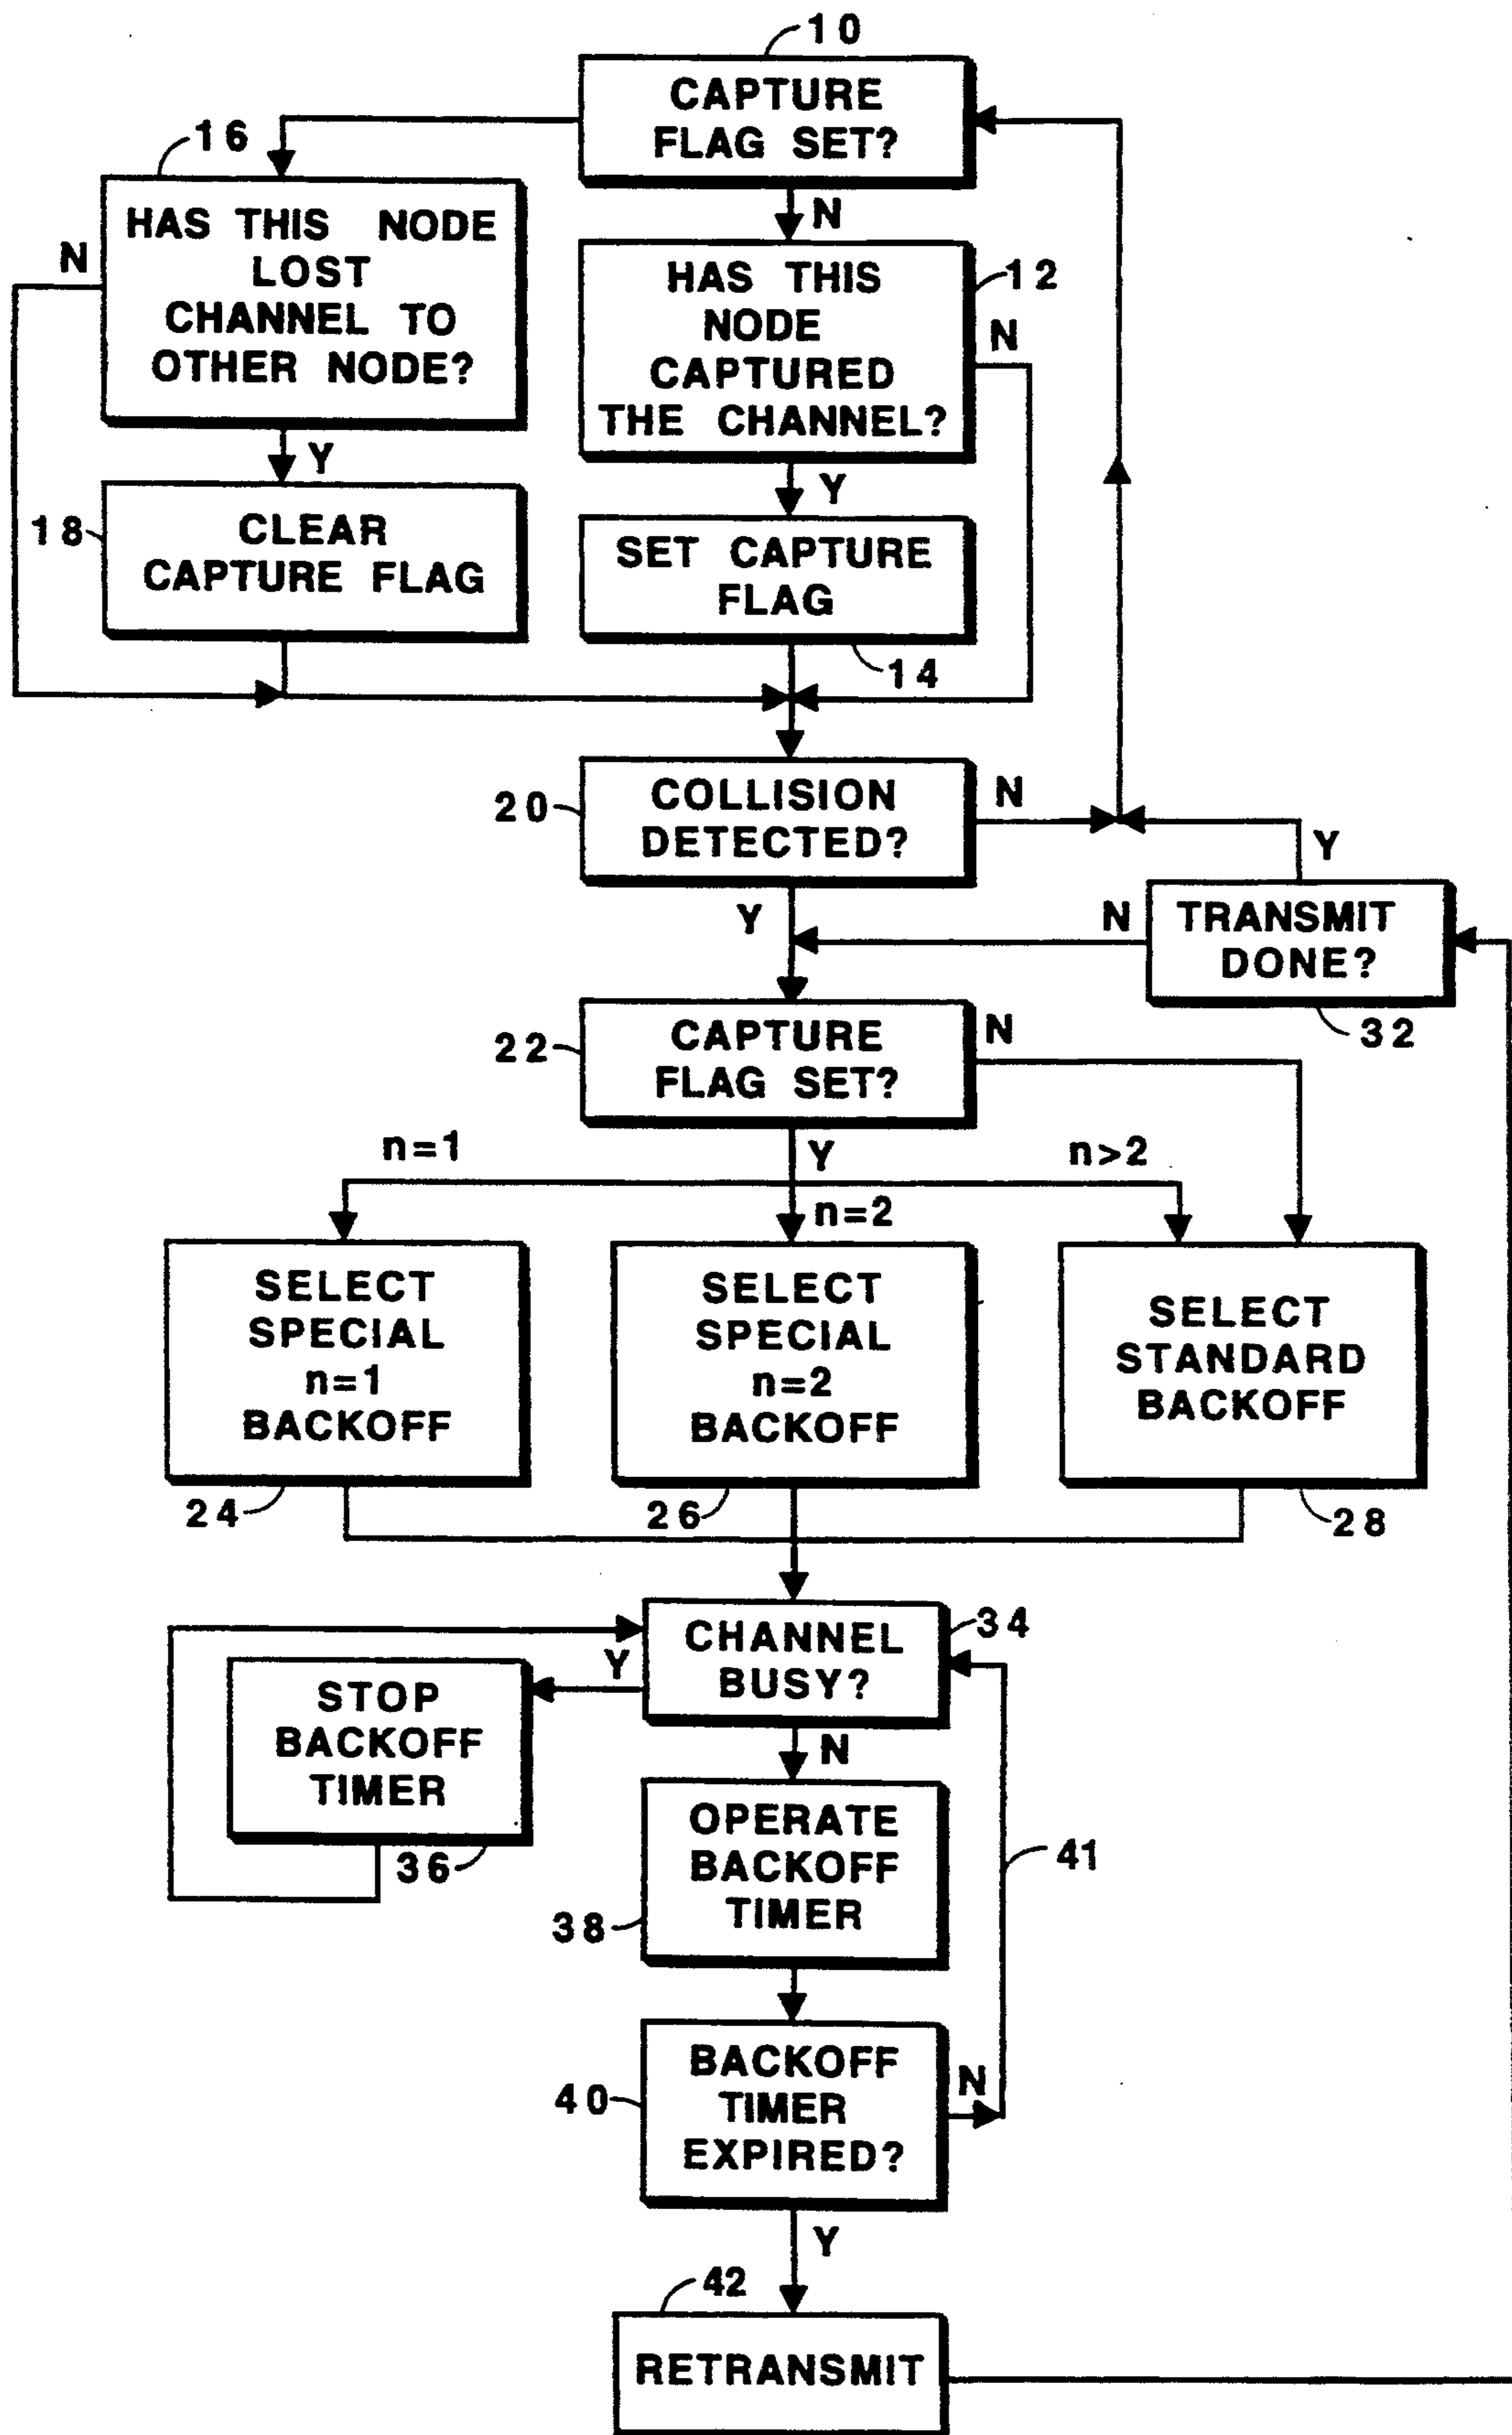 10
CAPTURE
FLAG SET?
16
HAS THIS NODE
LOST
CHANNEL TO
OTHER NODE?
N
N
HAS THIS
NODE
CAPTURED
THE CHANNEL?
12
N
Y
18
CLEAR
CAPTURE FLAG
Y
SET CAPTURE
FLAG
14
20
COLLISION
DETECTED?
N
Y
Y
N
TRANSMIT
DONE?
32
22
CAPTURE
FLAG SET?
N
n=1
Y
n>2
n=2
SELECT
SPECIAL
n=1
BACKOFF
24
SELECT
SPECIAL
n=2
BACKOFF
26
SELECT
STANDARD
BACKOFF
28
CHANNEL
BUSY?
34
Y
STOP
BACKOFF
TIMER
36
N
OPERATE
BACKOFF
TIMER
38
41
40
BACKOFF
TIMER
EXPIRED?
N
Y
42
RETRANSMIT